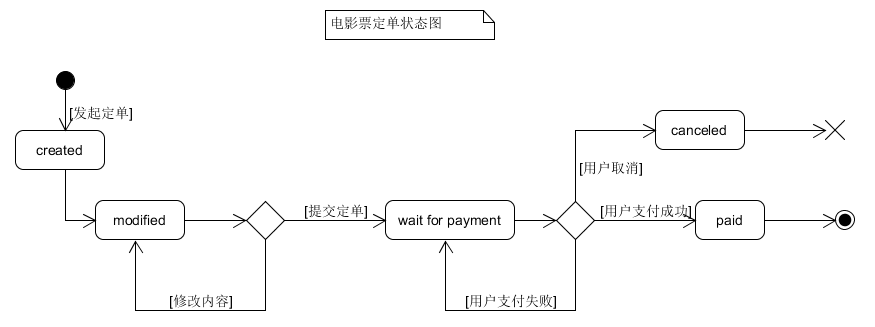 电影票定单状态图
[发起定单]
created
canceled
[用户取消]
modified
[提交定单]
wait for payment
[用户支付成功]
paid
[修改内容]
[用户支付失败]